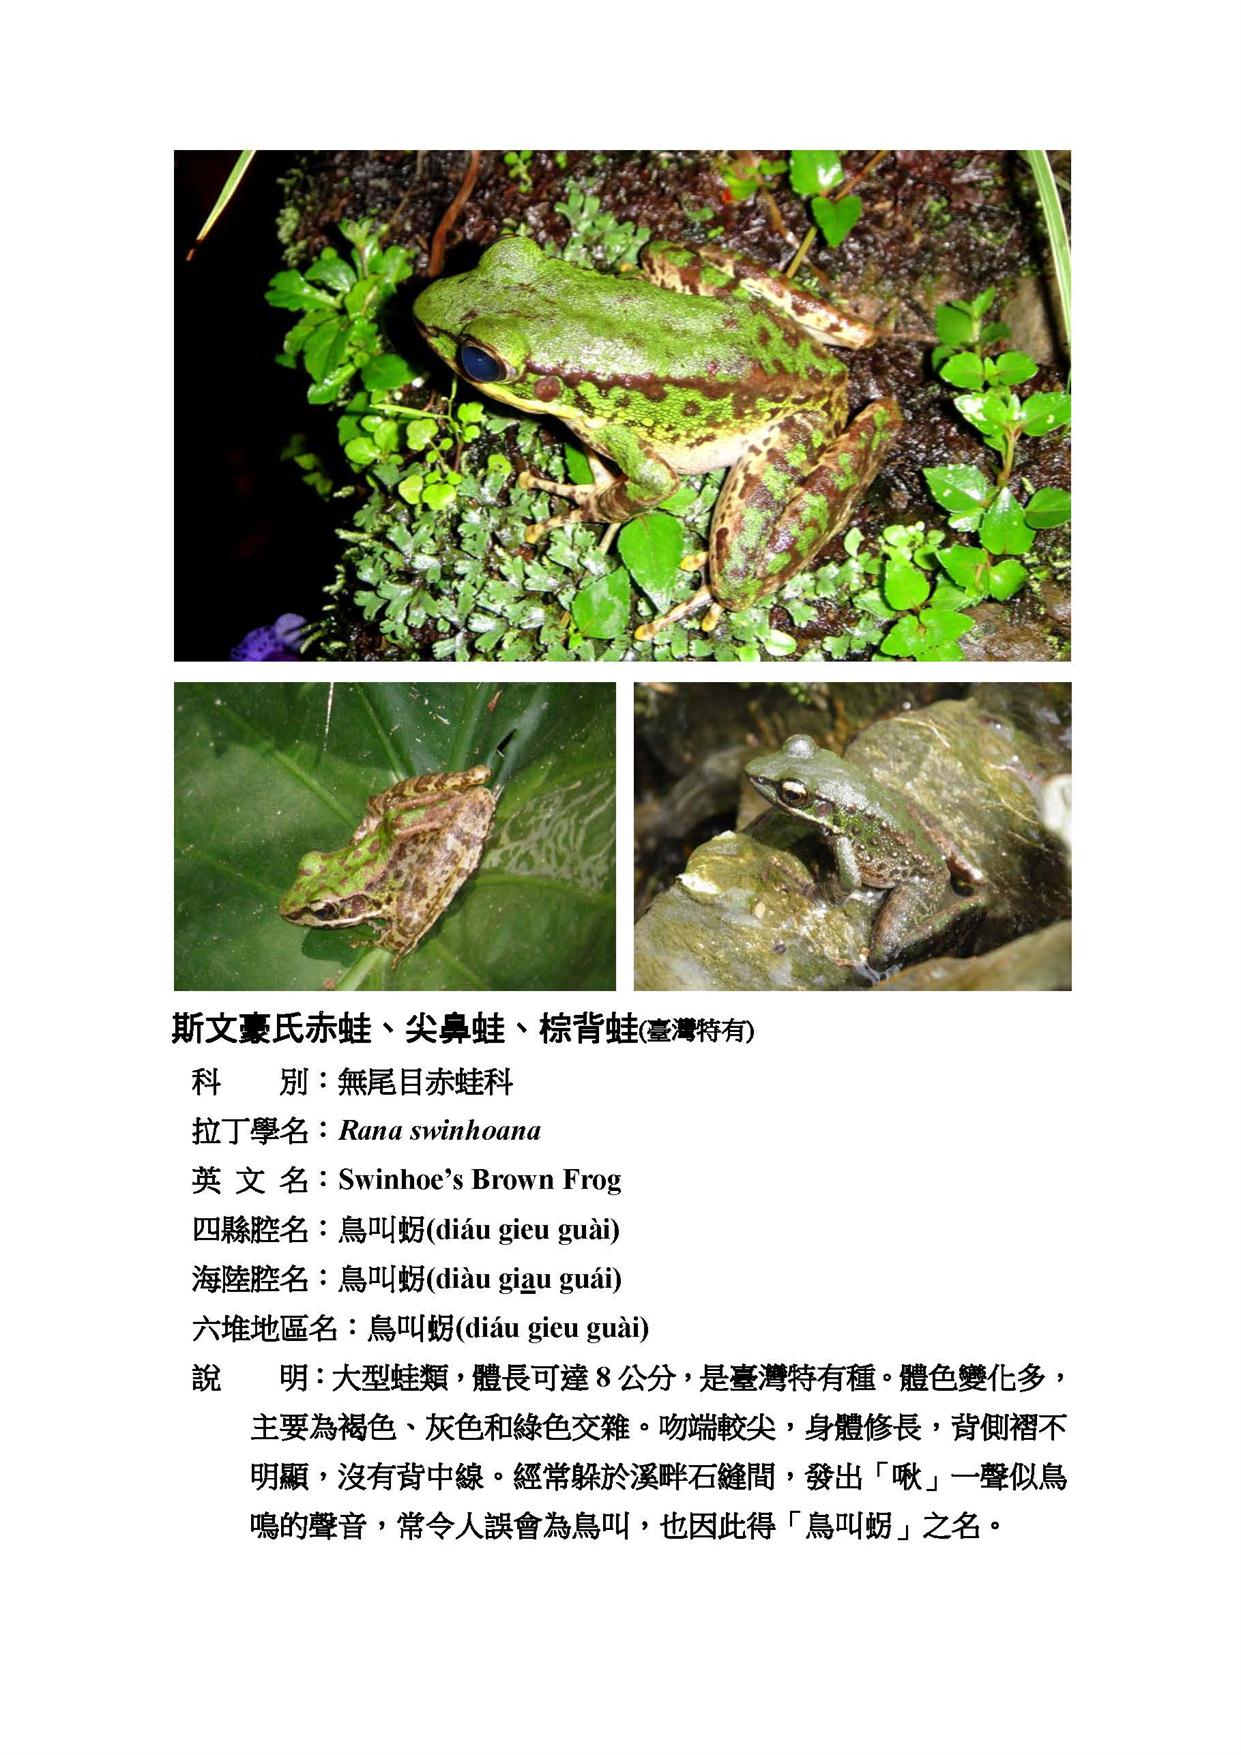 斯文豪氏赤蛙、尖鼻蛙、棕背蛙(臺灣特有)
科　　別：無尾目赤蛙科
拉丁學名：Rana swinhoana
英 文 名：Swinhoe’s Brown Frog
四縣腔名：鳥叫蜴(diáu gieu guài)
海陸腔名：鳥叫蜴(diàu giau guái)
六堆地區名：鳥叫蜴(diáu gieu guài)
說　　明：大型蛙類，體長可達 8 公分，是臺灣特有種。體色變化多，
主要為褐色、灰色和綠色交雜。吻端較尖，身體修長，背側褶不
明顯，沒有背中線。經常躲於溪畔石縫間，發出「啾」一聲似鳥
鳴的聲音，常令人誤會為鳥叫，也因此得「鳥叫蜴」之名。